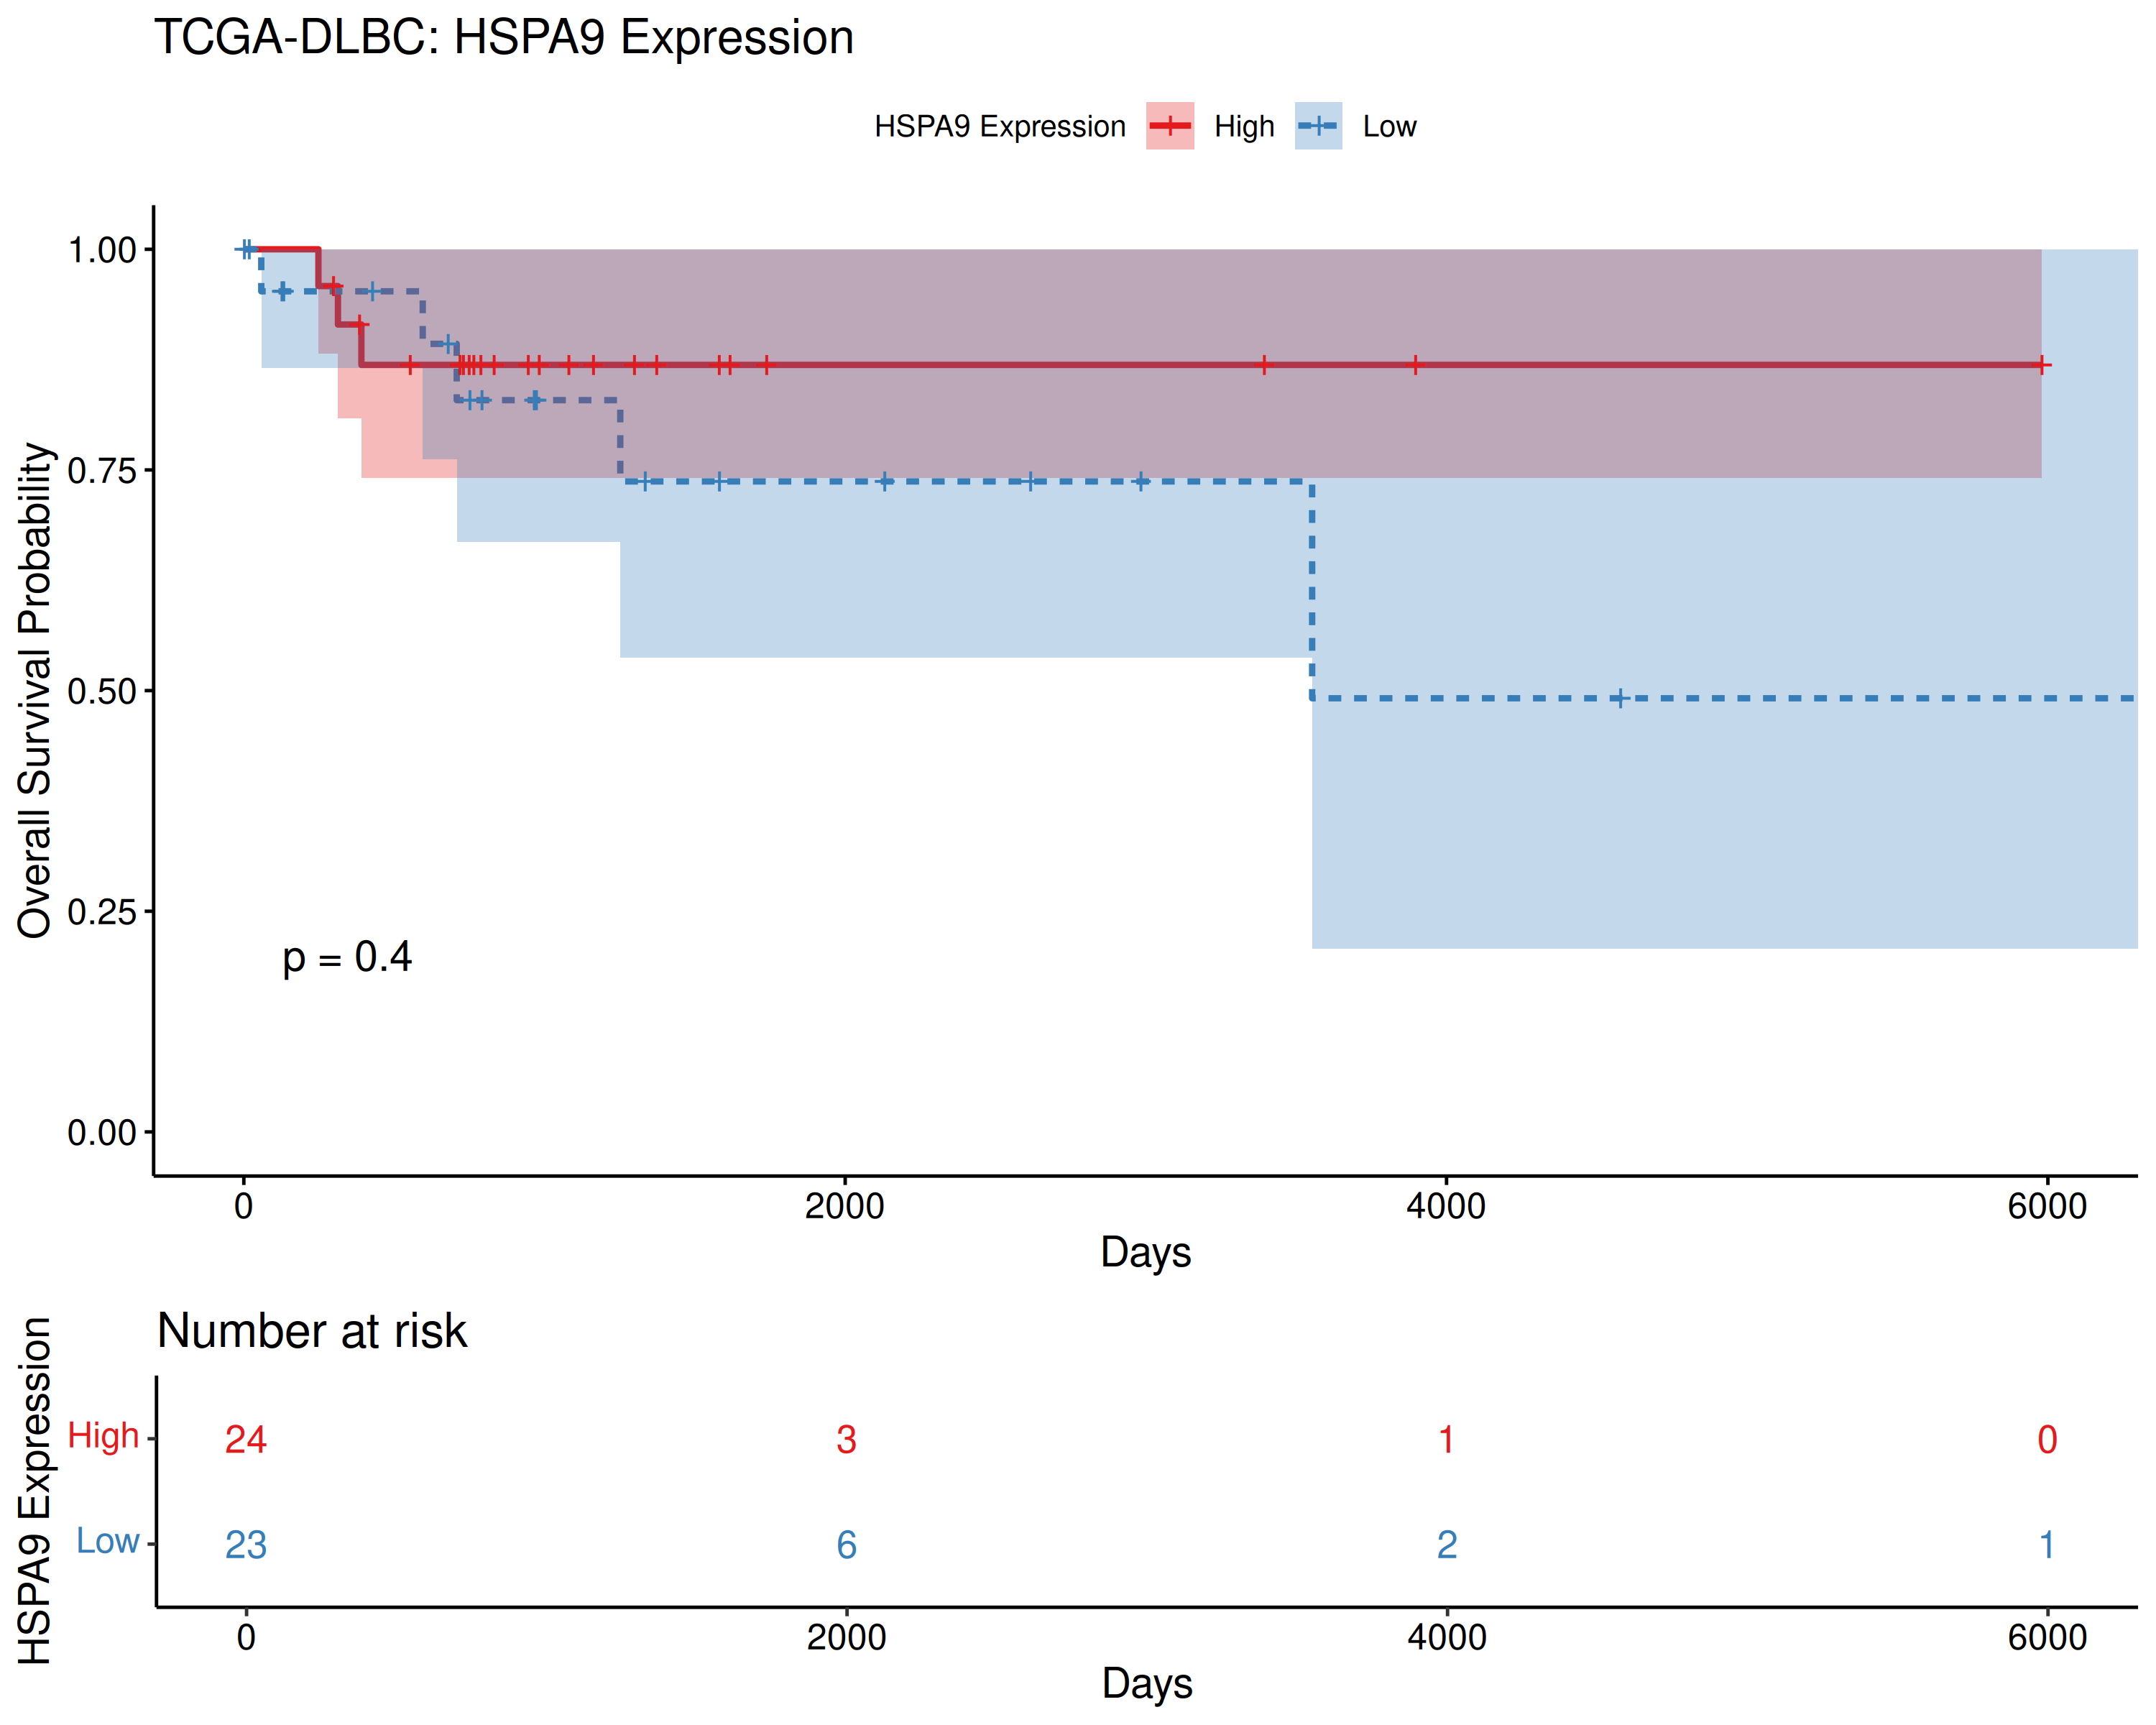 TCGA-DLBC: HSPA9 Expression
HSPA9 Expression High Low
Overall Survival Probability
1.00
0.75
0.50
0.25
0.00
p = 0.4
0 2000 4000 6000
Days
Number at risk
HSPA9 Expression
High 24 3 1 0
Low 23 6 2 1
0 2000 4000 6000
Days